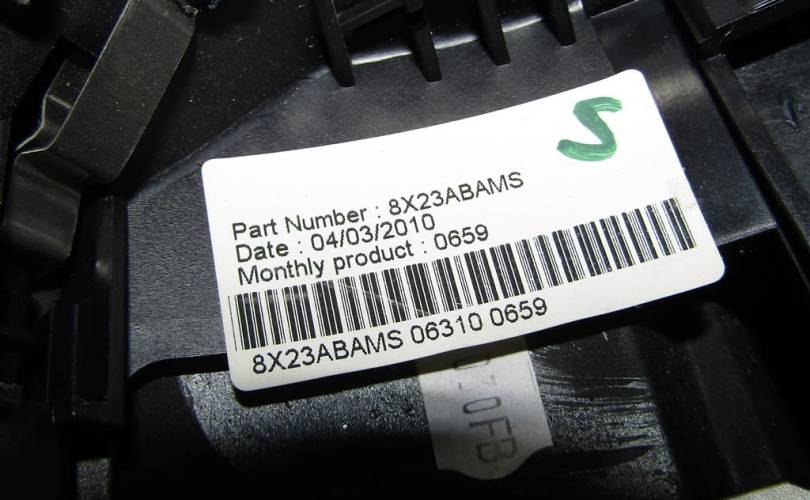 S
Part Number : 8X23ABAMS
Date : 04/03/2010
Monthly product : 0659
8X23ABAMS 06310 0659